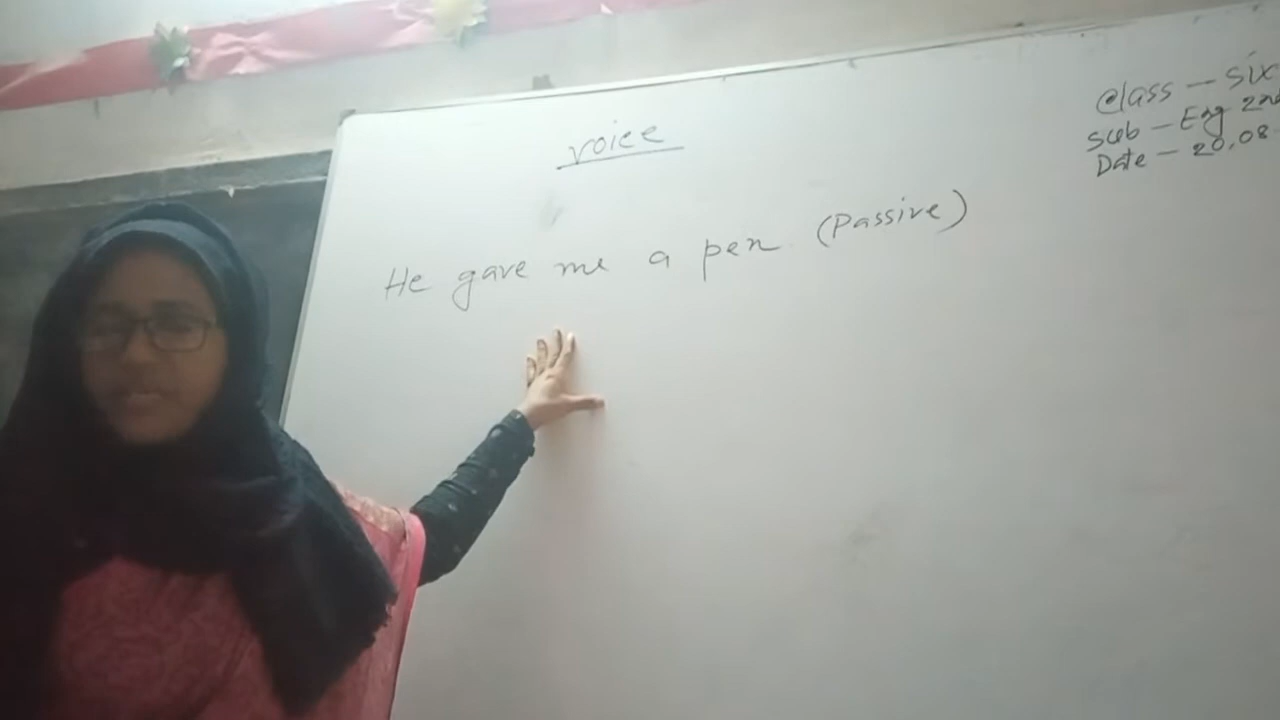 voice
He gave me a pen (Passive)
Class - six
Sub - Eng 2nd
Date - 20.08